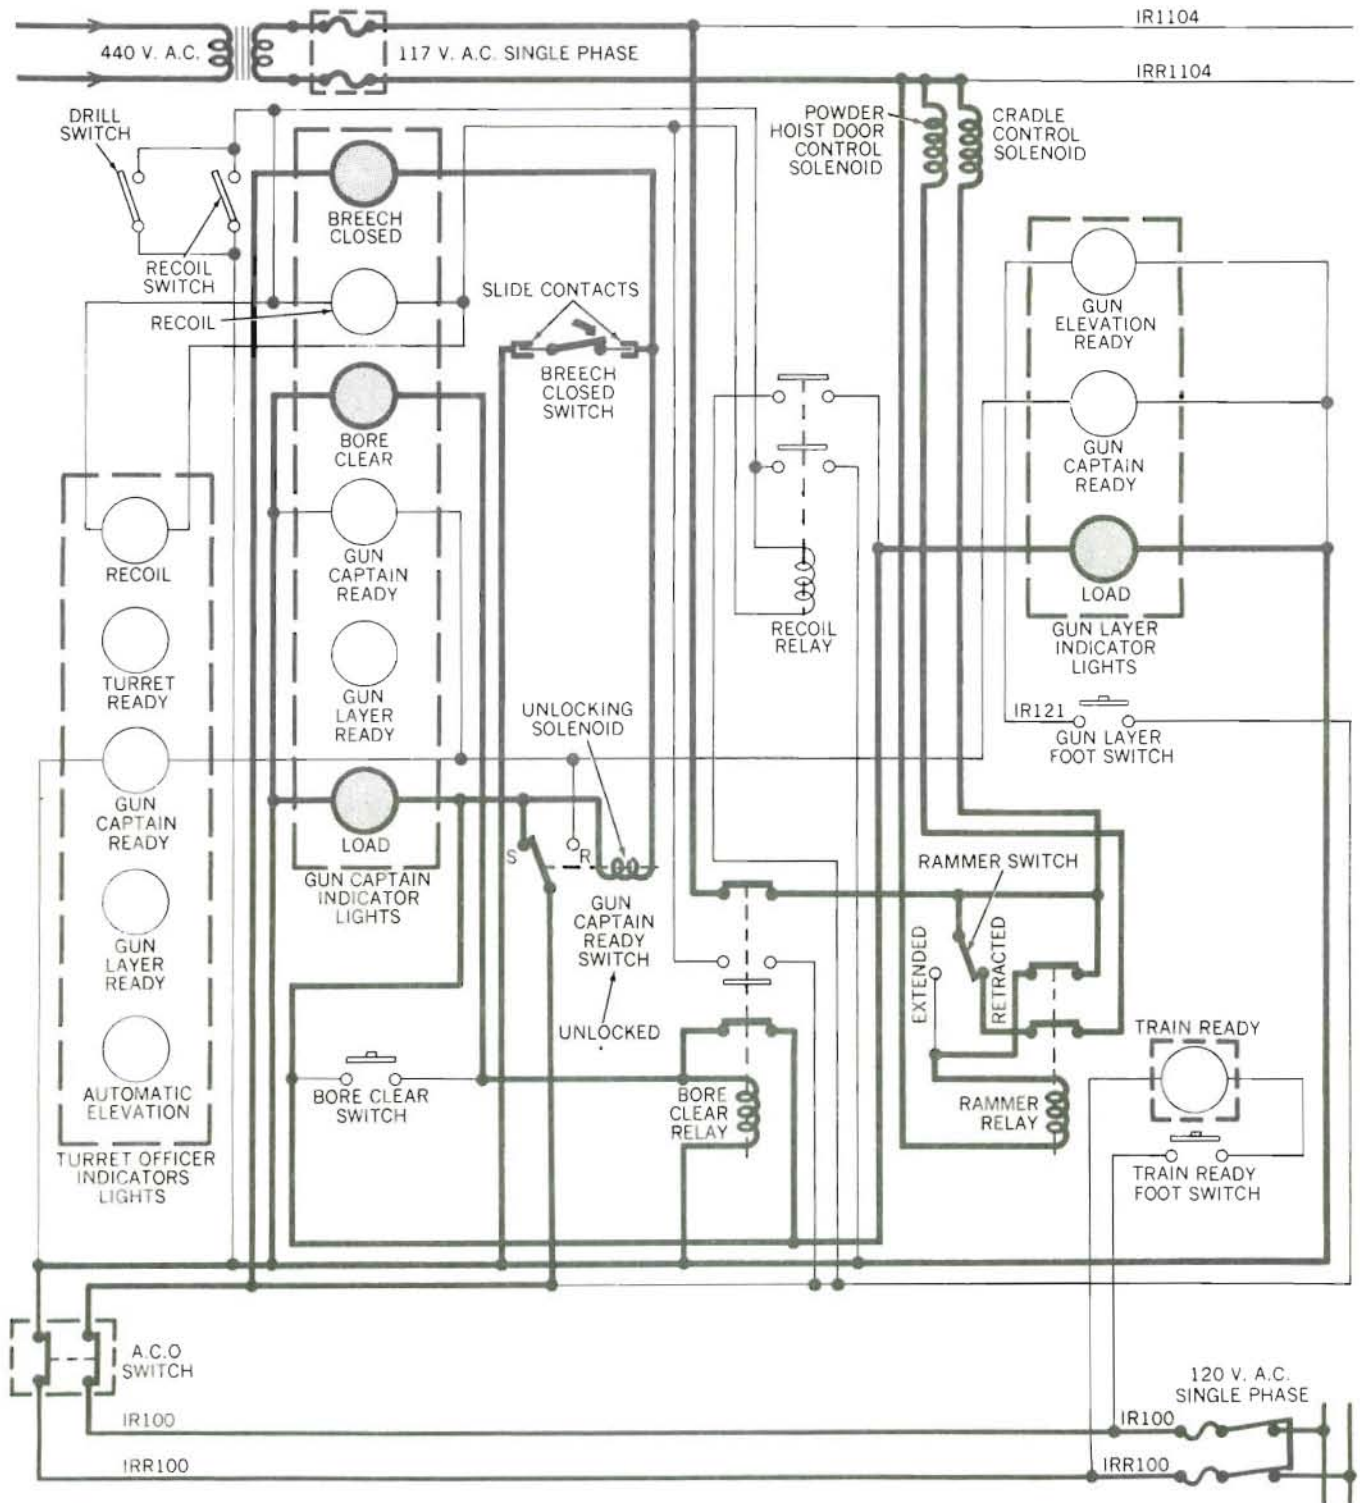 IR1104
440 V. A.C.
117 V. A.C. SINGLE PHASE
IRR1104
DRILL
SWITCH
POWDER
HOIST DOOR
CONTROL
SOLENOID
CRADLE
CONTROL
SOLENOID
BREECH
CLOSED
RECOIL
SWITCH
RECOIL
SLIDE CONTACTS
BREECH
CLOSED
SWITCH
GUN
ELEVATION
READY
BORE
CLEAR
GUN
CAPTAIN
READY
GUN
CAPTAIN
READY
RECOIL
LOAD
GUN LAYER
INDICATOR
LIGHTS
RECOIL
RELAY
TURRET
READY
GUN
LAYER
READY
UNLOCKING
SOLENOID
IR121
GUN LAYER
FOOT SWITCH
GUN
CAPTAIN
READY
LOAD
S
R
GUN CAPTAIN
INDICATOR
LIGHTS
GUN
CAPTAIN
READY
SWITCH
UNLOCKED
RAMMER SWITCH
EXTENDED
RETRACTED
GUN
LAYER
READY
TRAIN READY
AUTOMATIC
ELEVATION
BORE CLEAR
SWITCH
BORE
CLEAR
RELAY
RAMMER
RELAY
TURRET OFFICER
INDICATORS
LIGHTS
TRAIN READY
FOOT SWITCH
A.C.O
SWITCH
120 V. A.C.
SINGLE PHASE
IR100
IR100
IRR100
IRR100